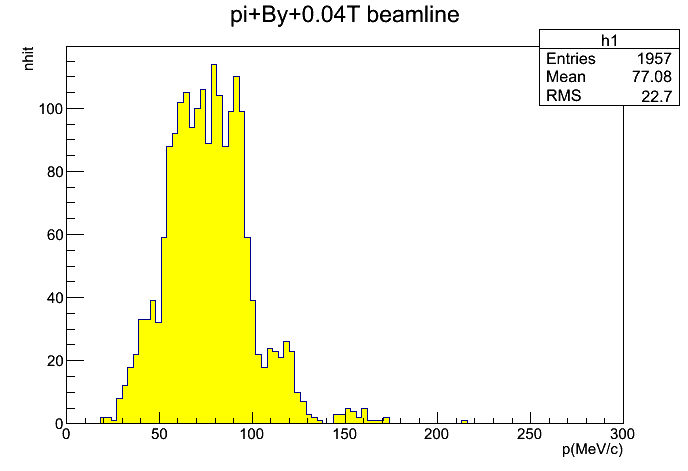 pi+By+0.04T beamline
h1
Entries 1957
Mean 77.08
RMS 22.7
nhit
100
80
60
40
20
0
0 50 100 150 200 250 300
p(MeV/c)